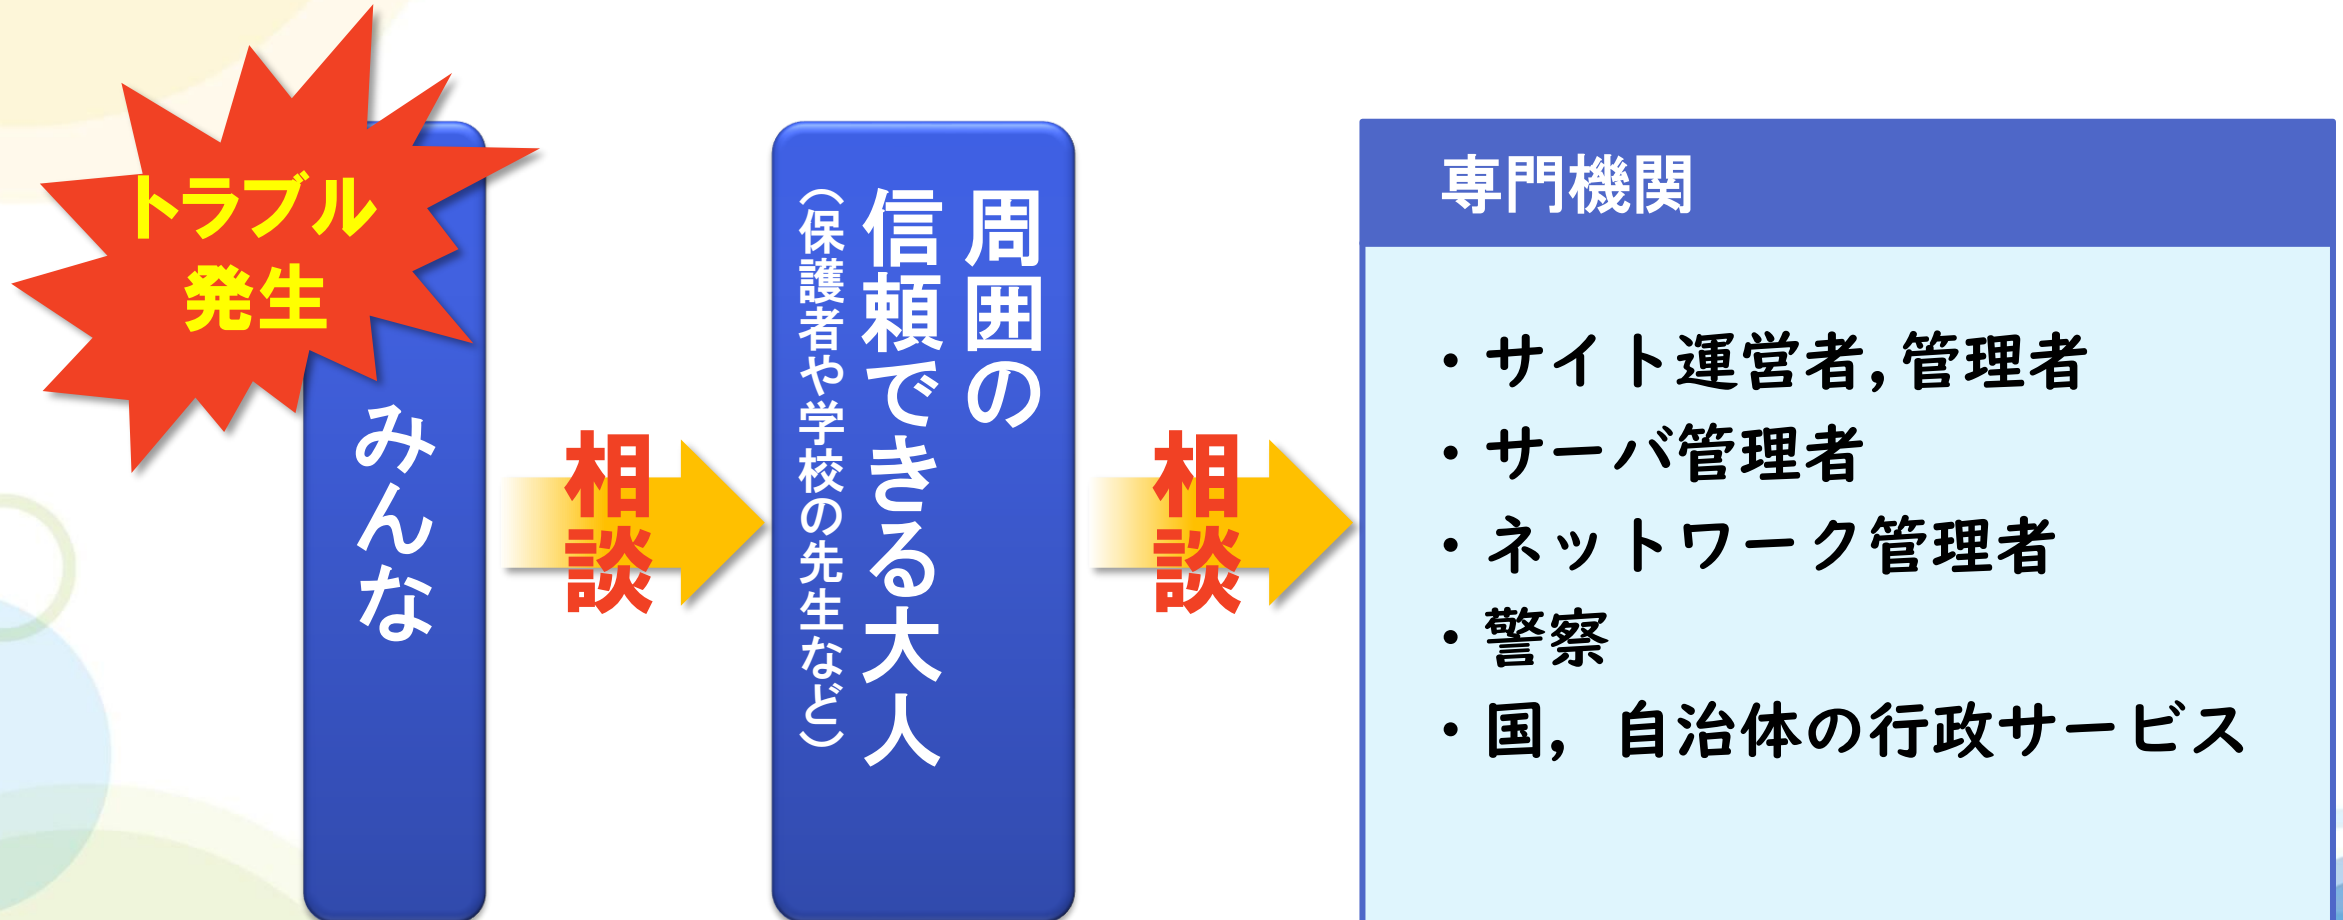 トラブル
発生
みんな
相談
周囲の
信頼できる大人
（保護者や学校の先生など）
相談
専門機関
・サイト運営者，管理者
・サーバ管理者
・ネットワーク管理者
・警察
・国，自治体の行政サービス